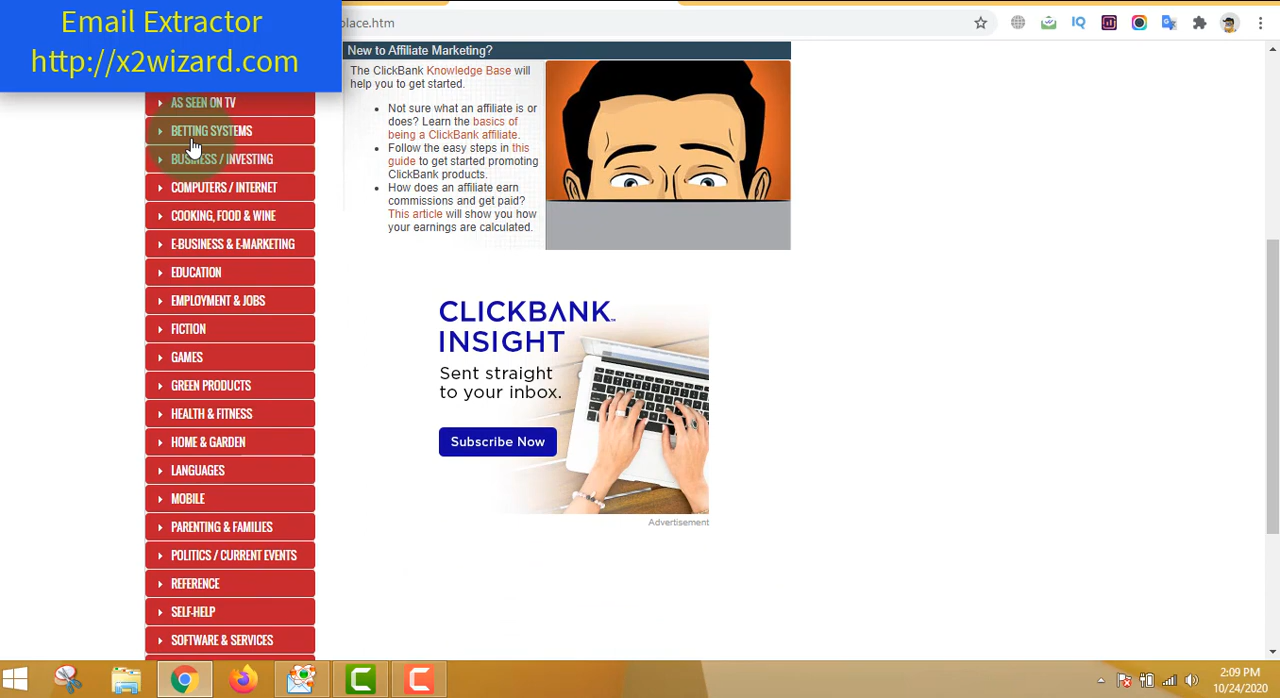 Email Extractor
http://x2wizard.com
place.htm
New to Affiliate Marketing?
The ClickBank Knowledge Base will
help you to get started.
Not sure what an affiliate is or
does? Learn the basics of
being a ClickBank affiliate.
Follow the easy steps in this
guide to get started promoting
ClickBank products.
How does an affiliate earn
commissions and get paid?
This article will show you how
your earnings are calculated.
AS SEEN ON TV
BETTING SYSTEMS
BUSINESS / INVESTING
COMPUTERS / INTERNET
COOKING, FOOD & WINE
E-BUSINESS & E-MARKETING
EDUCATION
EMPLOYMENT & JOBS
FICTION
GAMES
GREEN PRODUCTS
HEALTH & FITNESS
HOME & GARDEN
LANGUAGES
MOBILE
PARENTING & FAMILIES
POLITICS / CURRENT EVENTS
REFERENCE
SELF-HELP
SOFTWARE & SERVICES
CLICKBANK
INSIGHT
Sent straight
to your inbox.
Subscribe Now
Advertisement
2:09 PM
10/24/2020